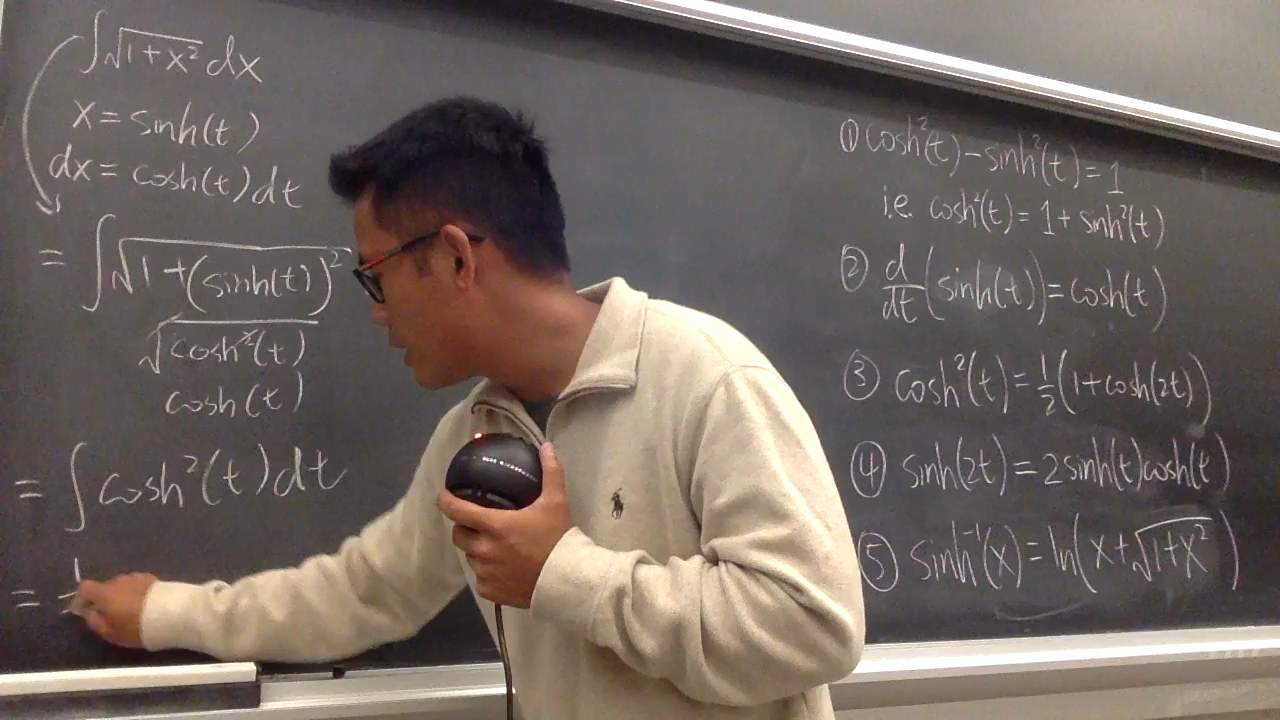 ∫√(1+x²) dx
x = sinh(t)
dx = cosh(t) dt
= ∫√(1+(sinh(t))²
√(cosh²(t))
cosh(t)
= ∫ cosh²(t) dt
= 1
① cosh²(t) - sinh²(t) = 1
i.e. cosh²(t) = 1 + sinh²(t)
② d/dt (sinh(t)) = cosh(t)
③ cosh²(t) = 1/2 (1+cosh(2t))
④ sinh(2t) = 2sinh(t)cosh(t)
⑤ sinh⁻¹(x) = ln(x+√(1+x²))